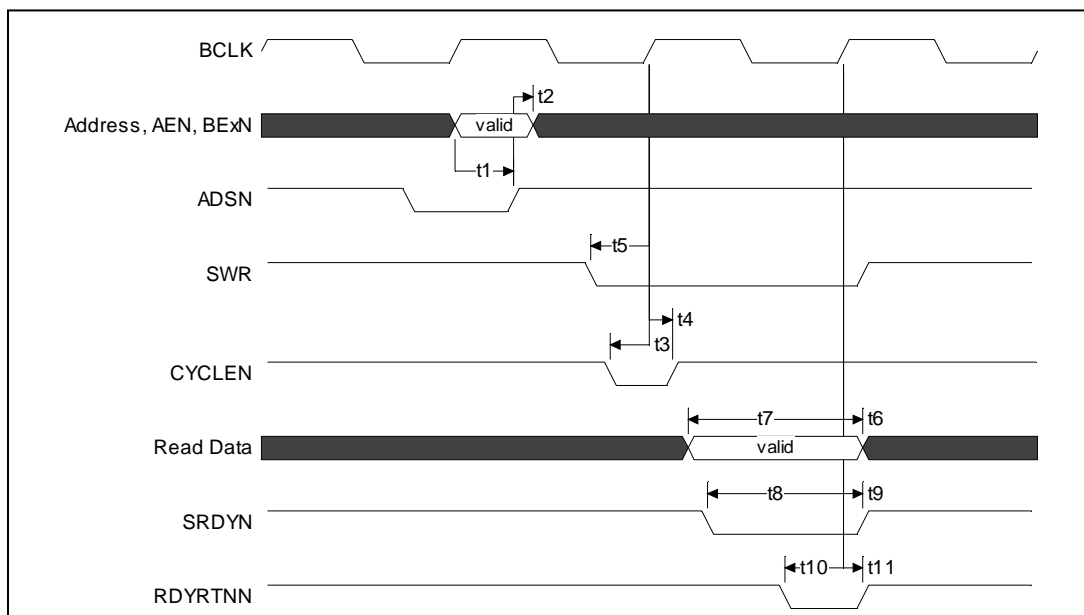 BCLK
t2
Address, AEN, BExN
valid
t1
ADSN
t5
SWR
t4
t3
CYCLEN
t7
t6
Read Data
valid
t8
t9
SRDYN
t10
t11
RDYRTNN